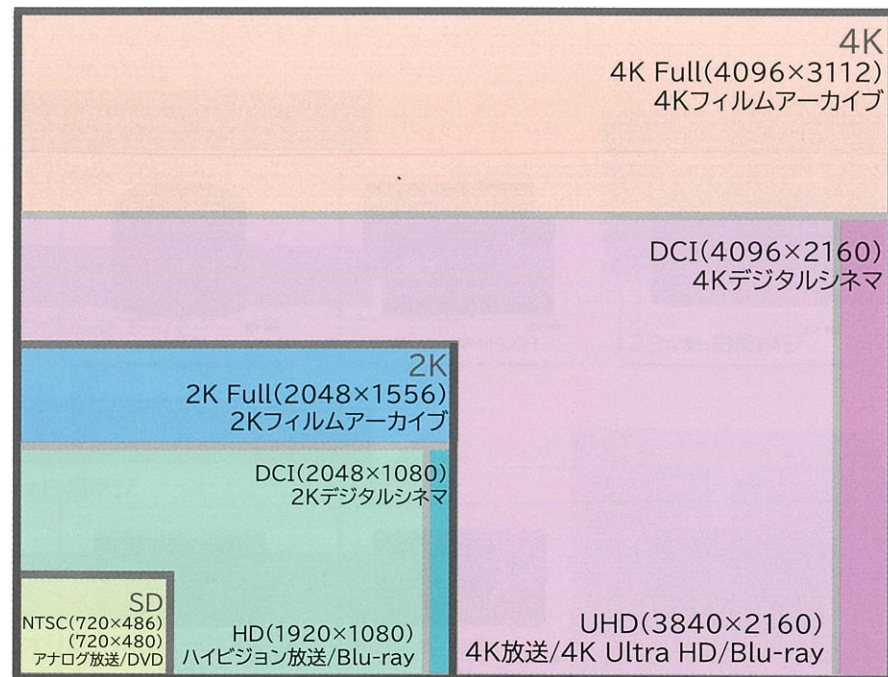 4K
4K Full(4096×3112)
4Kフィルムアーカイブ
DCI(4096×2160)
4Kデジタルシネマ
2K
2K Full(2048×1556)
2Kフィルムアーカイブ
DCI(2048×1080)
2Kデジタルシネマ
SD
NTSC(720×486)
(720×480)
アナログ放送/DVD
HD(1920×1080)
ハイビジョン放送/Blu-ray
UHD(3840×2160)
4K放送/4K Ultra HD/Blu-ray